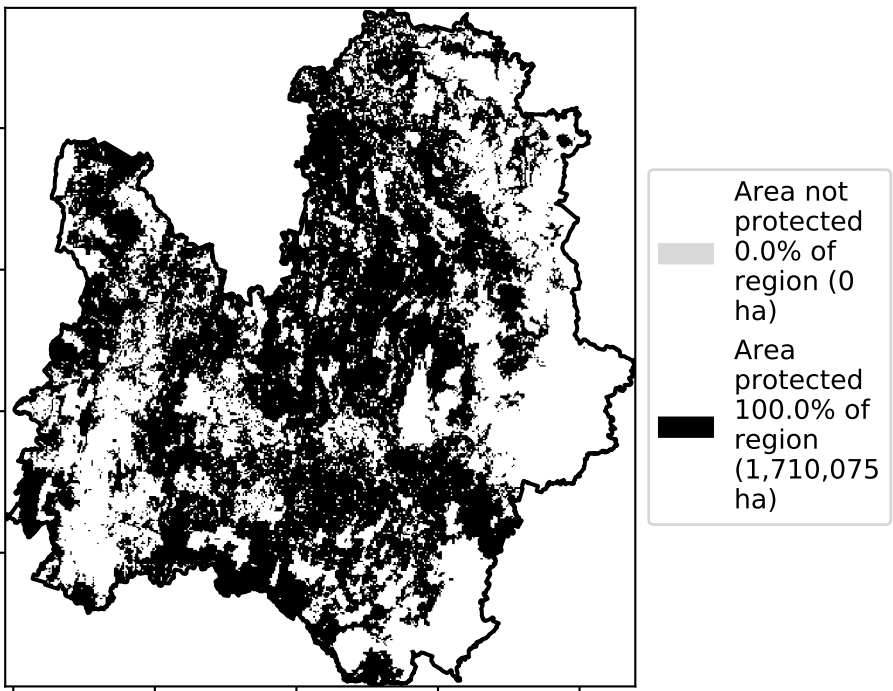 Area not
protected
0.0% of
region (0
ha)
Area
protected
100.0% of
region
(1,710,075
ha)